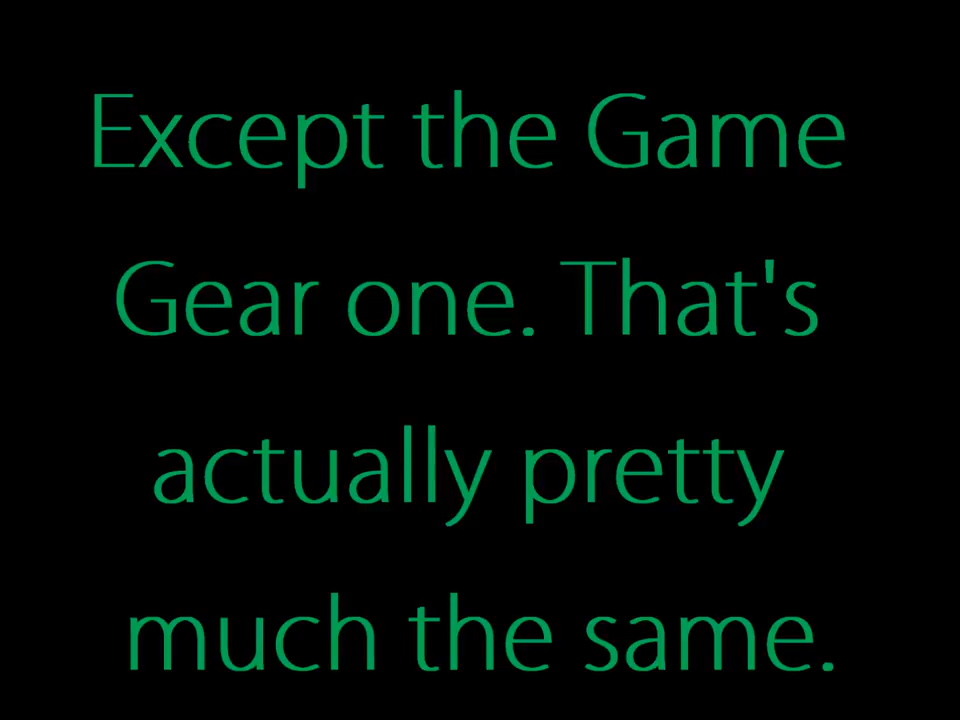 Except the Game
Gear one. That's
actually pretty
much the same.